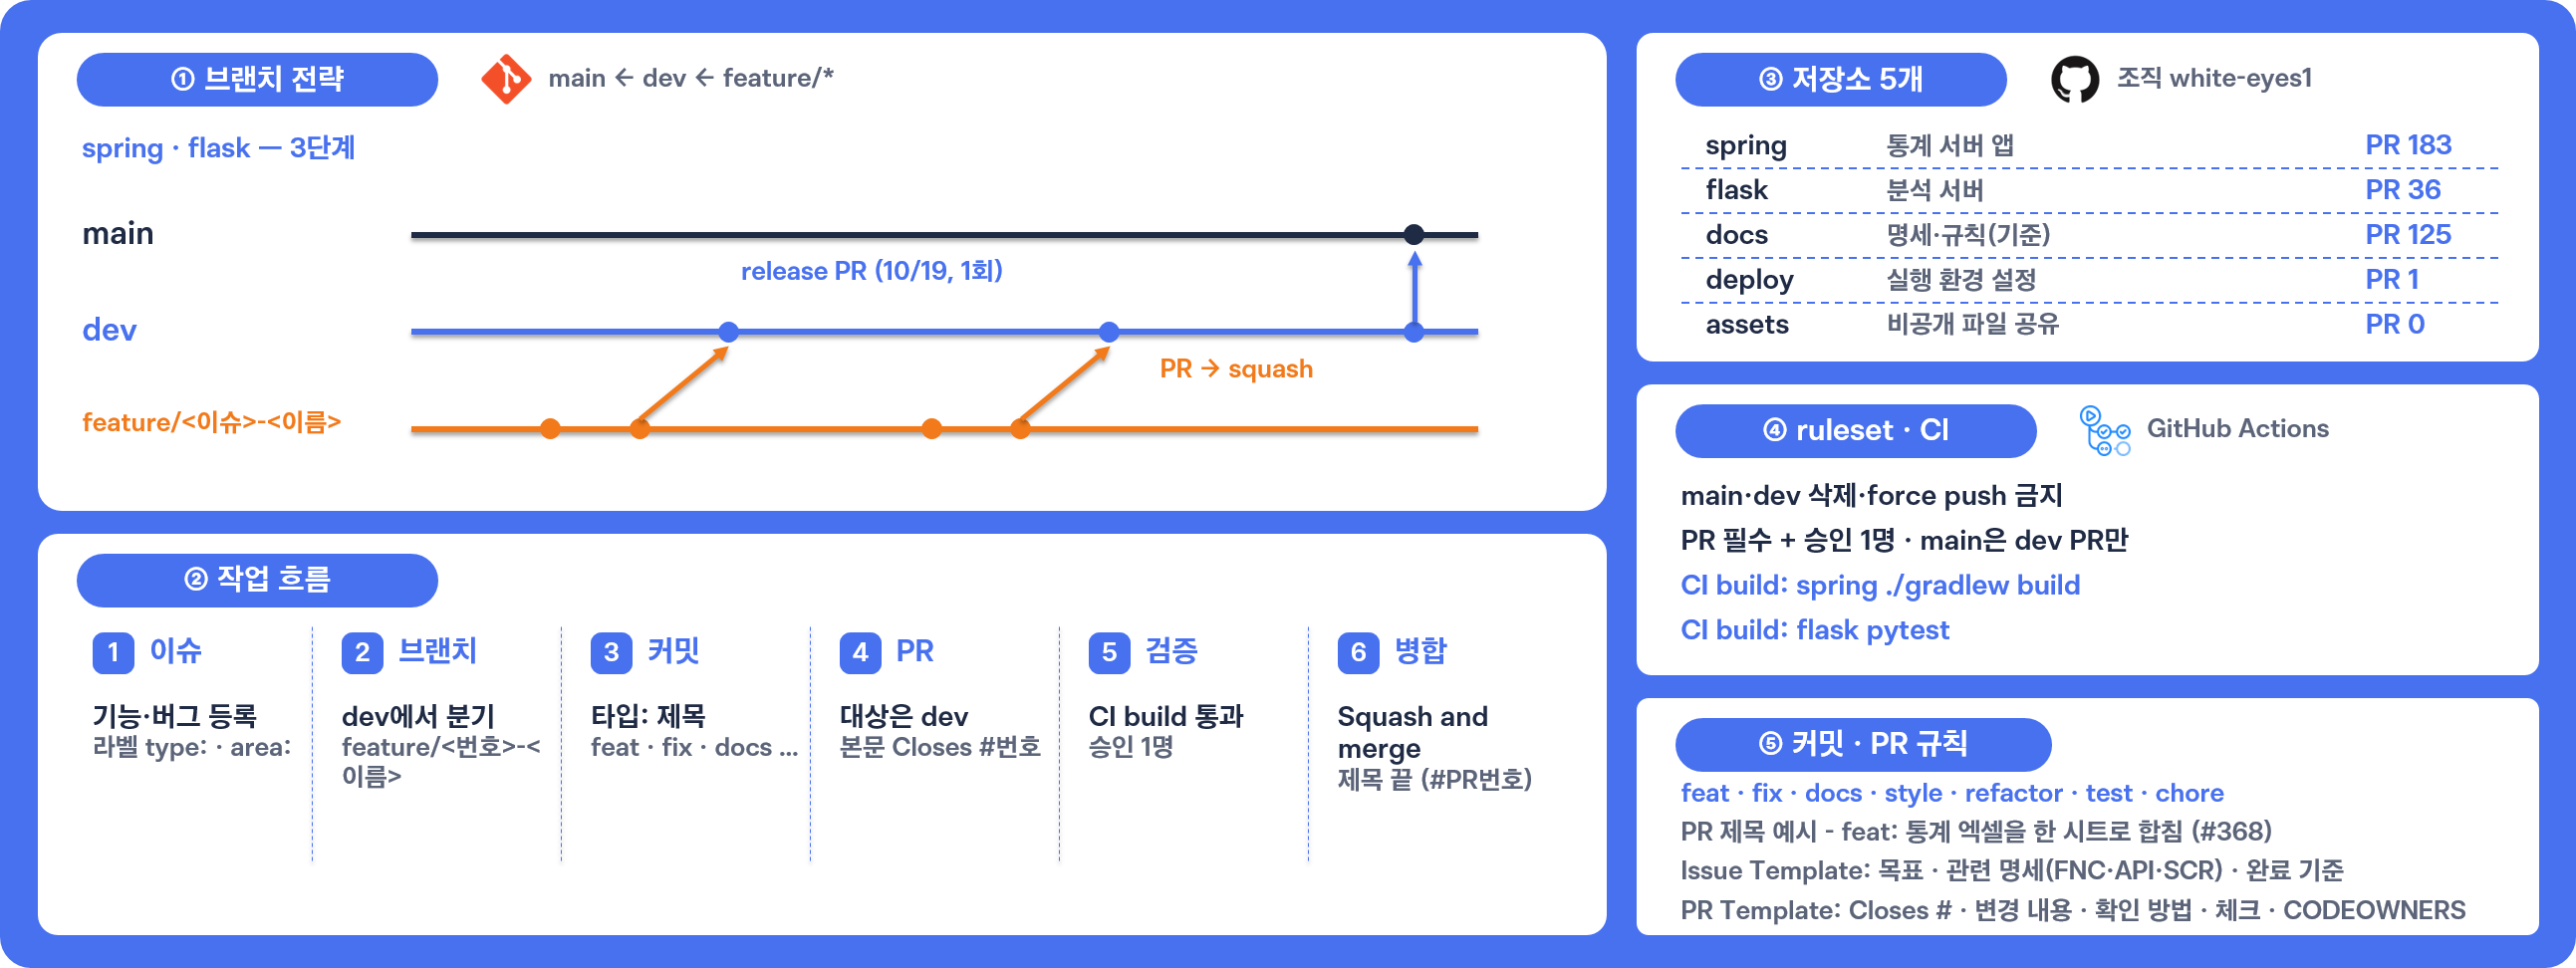 ① 브랜치 전략
main ← dev ← feature/*
spring · flask — 3단계
main
release PR (10/19, 1회)
dev
PR → squash
feature/<이슈>-<이름>
② 작업 흐름
1 이슈
기능·버그 등록
라벨 type: · area:
2 브랜치
dev에서 분기
feature/<번호>-<
이름>
3 커밋
타입: 제목
feat · fix · docs ...
4 PR
대상은 dev
본문 Closes #번호
5 검증
CI build 통과
승인 1명
6 병합
Squash and
merge
제목 끝 (#PR번호)
③ 저장소 5개
조직 white-eyes1
spring 통계 서버 앱 PR 183
flask 분석 서버 PR 36
docs 명세·규칙(기준) PR 125
deploy 실행 환경 설정 PR 1
assets 비공개 파일 공유 PR 0
④ ruleset · CI
GitHub Actions
main·dev 삭제·force push 금지
PR 필수 + 승인 1명 · main은 dev PR만
CI build: spring ./gradlew build
CI build: flask pytest
⑤ 커밋 · PR 규칙
feat · fix · docs · style · refactor · test · chore
PR 제목 예시 - feat: 통계 엑셀을 한 시트로 합침 (#368)
Issue Template: 목표 · 관련 명세(FNC·API·SCR) · 완료 기준
PR Template: Closes # · 변경 내용 · 확인 방법 · 체크 · CODEOWNERS